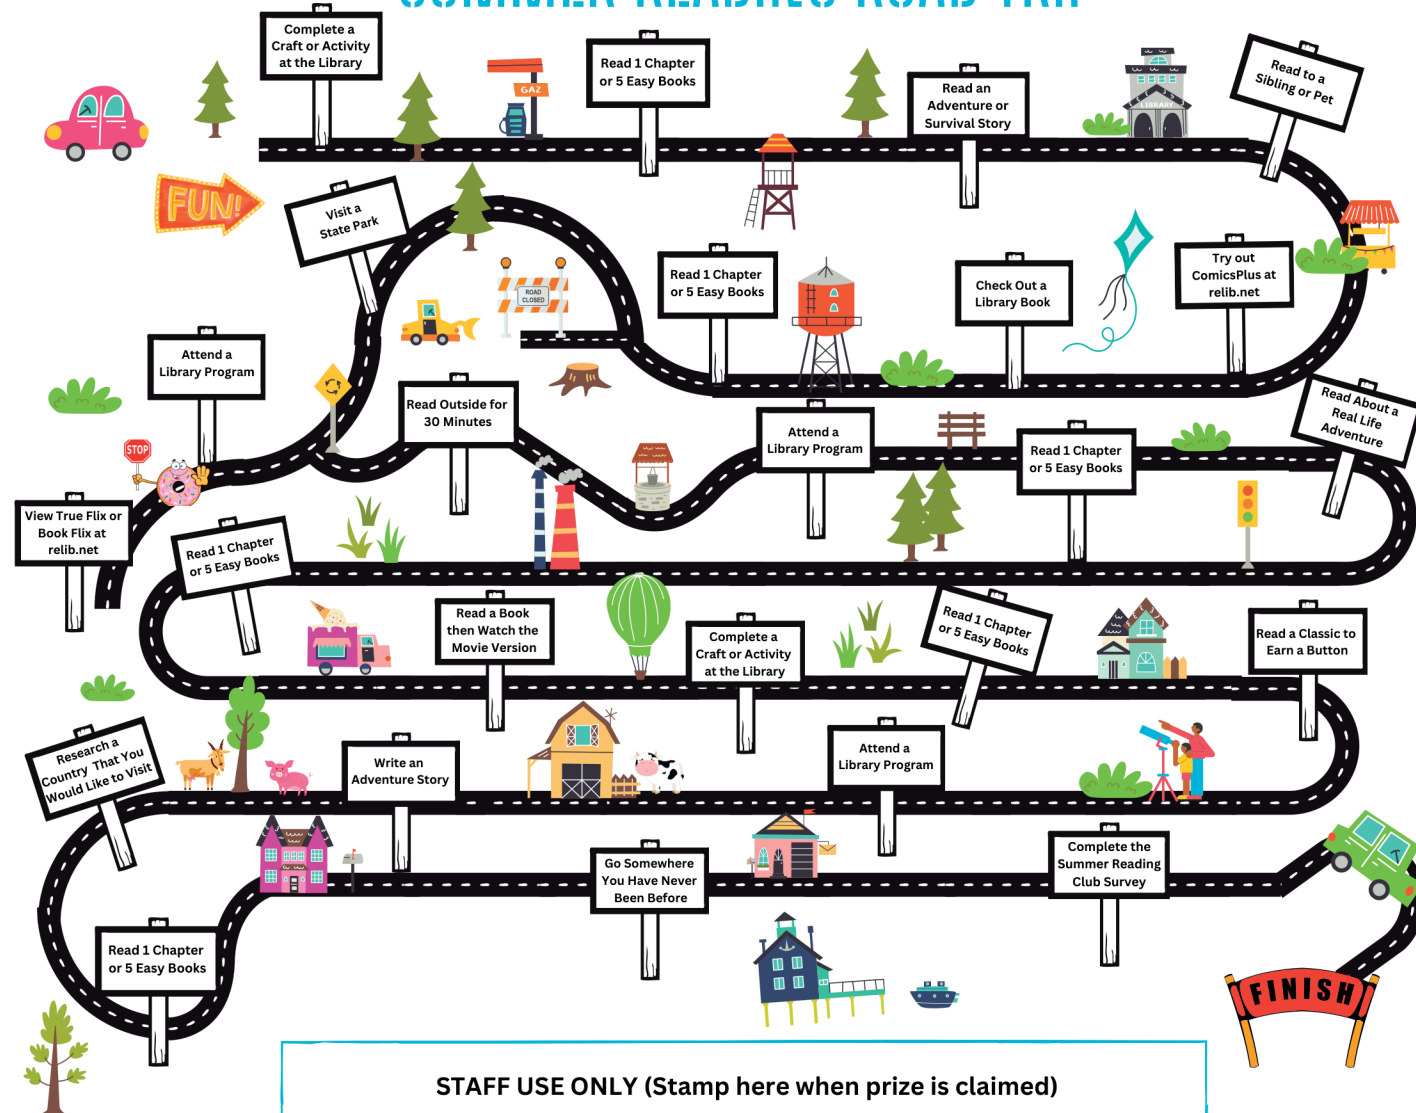 SUMMER READING ROAD TRIP
Complete a
Craft or Activity
at the Library
GAZ
Read 1 Chapter
or 5 Easy Books
Read an
Adventure or
Survival Story
LIBRARY
Read to a
Sibling or Pet
FUN!
Visit a
State Park
ROAD
CLOSED
Read 1 Chapter
or 5 Easy Books
Check Out a
Library Book
Try out
ComicsPlus at
relib.net
Attend a
Library Program
Read Outside for
30 Minutes
Attend a
Library Program
Read 1 Chapter
or 5 Easy Books
Read About a
Real Life
Adventure
STOP
View True Flix or
Book Flix at
relib.net
Read 1 Chapter
or 5 Easy Books
Read a Book
then Watch the
Movie Version
Complete a
Craft or Activity
at the Library
Read 1 Chapter
or 5 Easy Books
Read a Classic to
Earn a Button
Research a
Country That You
Would Like to Visit
Write an
Adventure Story
Attend a
Library Program
Go Somewhere
You Have Never
Been Before
Complete the
Summer Reading
Club Survey
Read 1 Chapter
or 5 Easy Books
FINISH
STAFF USE ONLY (Stamp here when prize is claimed)